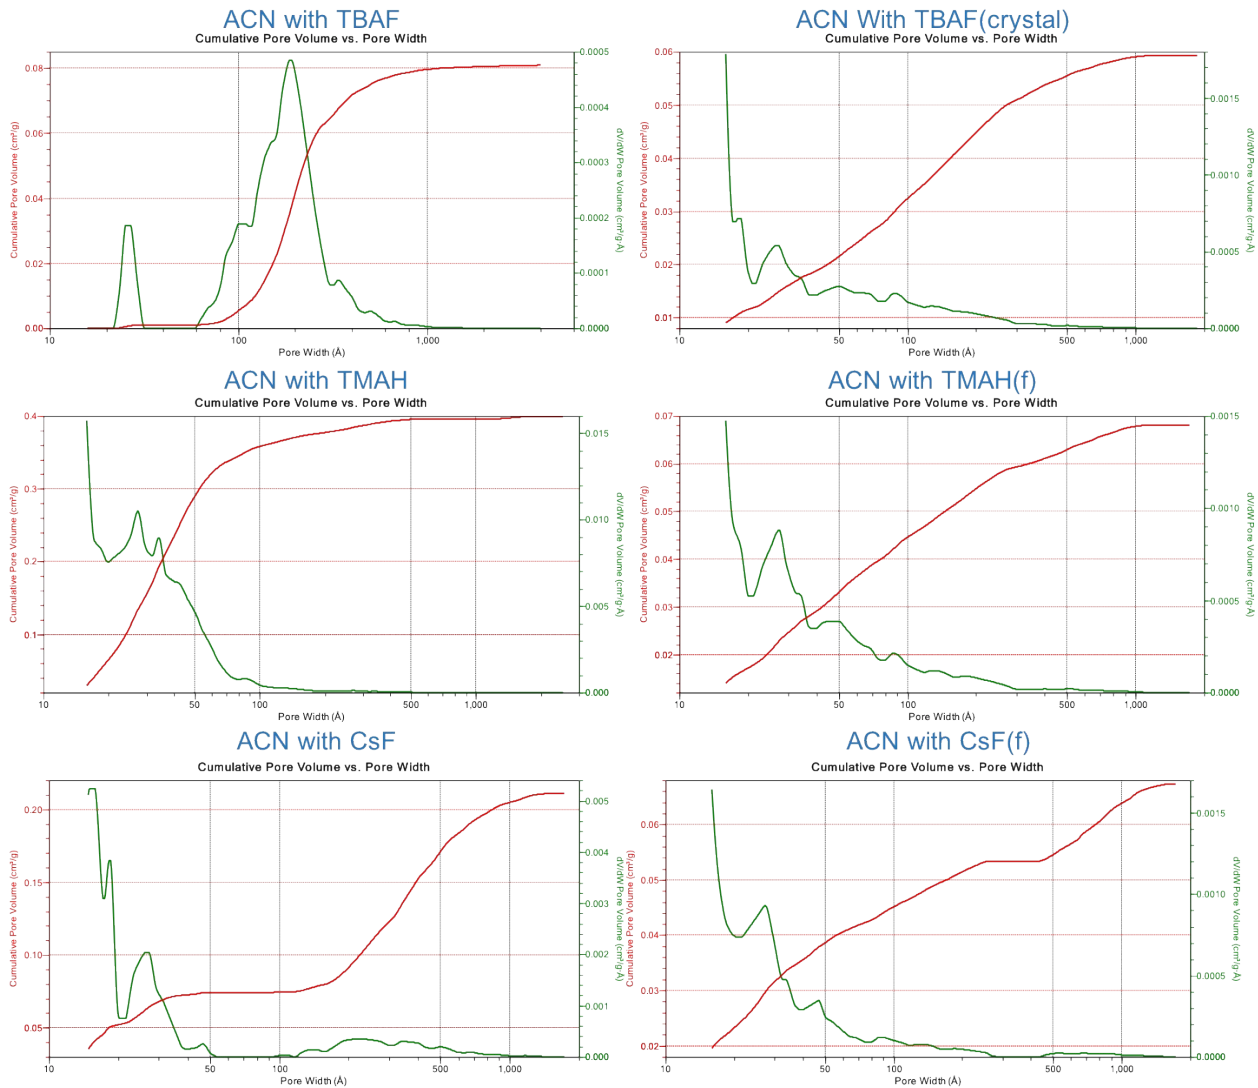 ACN with TBAF
Cumulative Pore Volume vs. Pore Width
Cumulative Pore Volume (cm³/g)
0.08
0.06
0.04
0.02
0.00
0.0005
0.0004
0.0003
0.0002
0.0001
0.0000
dV/dW Pore Volume (cm³/g·Å)
10 100 1,000
Pore Width (Å)
ACN With TBAF(crystal)
Cumulative Pore Volume vs. Pore Width
Cumulative Pore Volume (cm³/g)
0.06
0.05
0.04
0.03
0.02
0.01
0.0015
0.0010
0.0005
0.0000
dV/dW Pore Volume (cm³/g·Å)
10 50 100 500 1,000
Pore Width (Å)
ACN with TMAH
Cumulative Pore Volume vs. Pore Width
Cumulative Pore Volume (cm³/g)
0.4
0.3
0.2
0.1
0.015
0.010
0.005
0.000
dV/dW Pore Volume (cm³/g·Å)
10 50 100 500 1,000
Pore Width (Å)
ACN with TMAH(f)
Cumulative Pore Volume vs. Pore Width
Cumulative Pore Volume (cm³/g)
0.07
0.06
0.05
0.04
0.03
0.02
0.0015
0.0010
0.0005
0.0000
dV/dW Pore Volume (cm³/g·Å)
10 50 100 500 1,000
Pore Width (Å)
ACN with CsF
Cumulative Pore Volume vs. Pore Width
Cumulative Pore Volume (cm³/g)
0.20
0.15
0.10
0.05
0.005
0.004
0.003
0.002
0.001
0.000
dV/dW Pore Volume (cm³/g·Å)
10 50 100 500 1,000
Pore Width (Å)
ACN with CsF(f)
Cumulative Pore Volume vs. Pore Width
Cumulative Pore Volume (cm³/g)
0.06
0.05
0.04
0.03
0.02
0.0015
0.0010
0.0005
0.0000
dV/dW Pore Volume (cm³/g·Å)
10 50 100 500 1,000
Pore Width (Å)